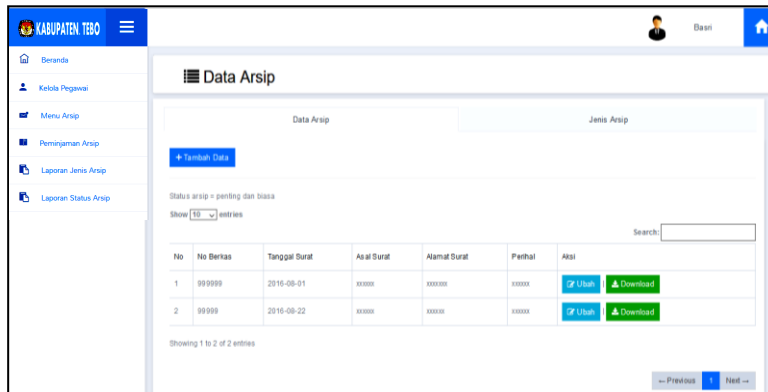 KABUPATEN. TEBO
Basri
Beranda
Kelola Pegawai
Menu Arsip
Peminjaman Arsip
Laporan Jenis Arsip
Laporan Status Arsip
Data Arsip
Data Arsip Jenis Arsip
+ Tambah Data
Status arsip = penting dan biasa
Show 10 entries
Search:
No No Berkas Tanggal Surat Asal Surat Alamat Surat Perihal Aksi
1 999999 2016-08-01 xxxxxx xxxxxxx xxxxxx Ubah | Download
2 99999 2016-08-22 xxxxxx xxxxxx xxxxxx Ubah | Download
Showing 1 to 2 of 2 entries
← Previous 1 Next →